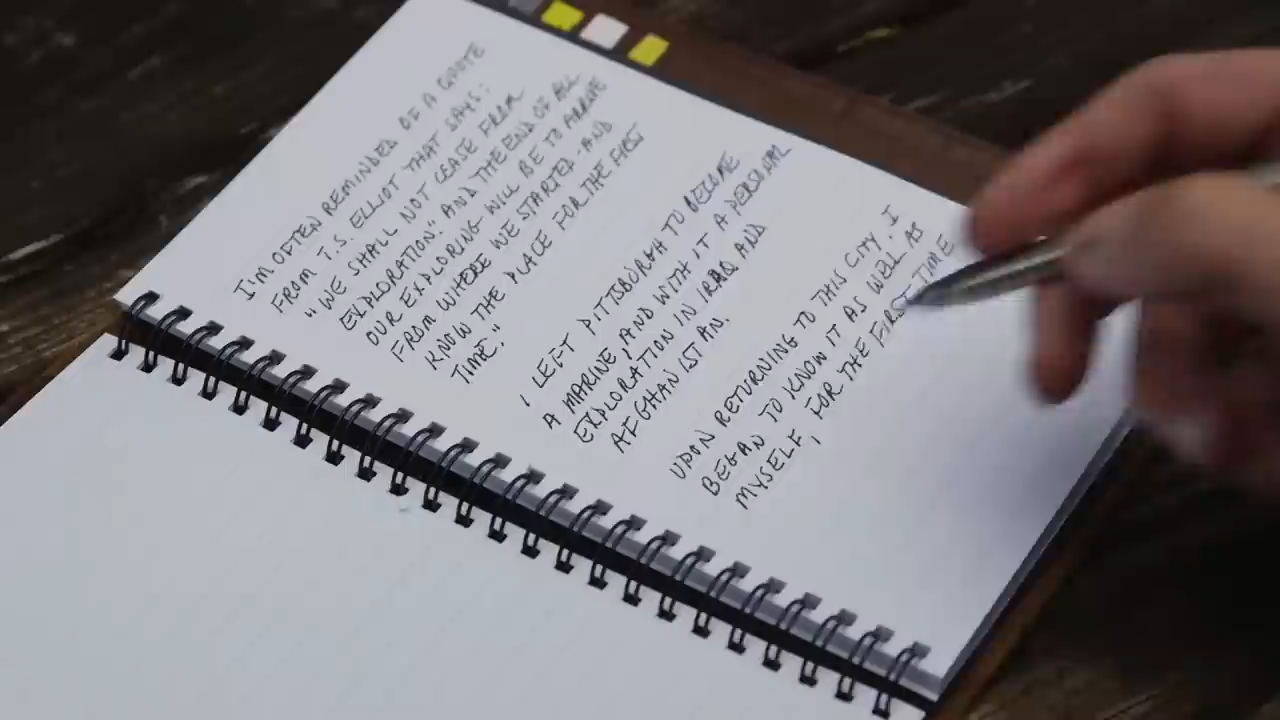 I'M OFTEN REMINDED OF A QUOTE
FROM T.S. ELLIOT THAT SAYS:
"WE SHALL NOT CEASE FROM
EXPLORATION." AND THE END OF ALL
OUR EXPLORING WILL BE TO ARRIVE
FROM WHERE WE STARTED - AND
KNOW THE PLACE FOR THE FIRST
TIME."
I LEFT PITTSBURGH TO BECOME
A MARINE, AND WITH IT A PERSONAL
EXPLORATION IN IRAQ AND
AFGHANISTAN.
UPON RETURNING TO THIS CITY, I
BEGAN TO KNOW IT AS WELL AS
MYSELF, FOR THE FIRST TIME